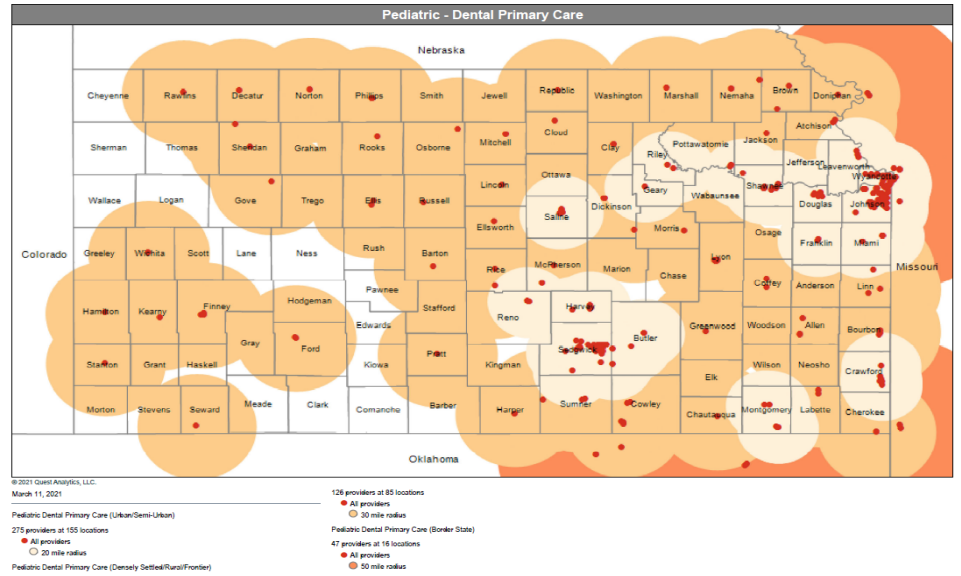 Pediatric - Dental Primary Care
Nebraska
Cheyenne Rawlins Decatur Norton Phillips Smith Jewell Republic Washington Marshall Nemaha Brown Doniphan
Sherman Thomas Sheridan Graham Rooks Osborne Mitchell Cloud Clay Riley Pottawatomie Jackson Atchison
Jefferson Leavenworth
Wyandotte
Wallace Logan Gove Trego Ellis Russell Lincoln Ottawa Geary Wabaunsee Shawnee
Saline Dickinson Douglas Johnson
Ellsworth Morris Osage
Colorado Greeley Wichita Scott Lane Ness Rush Barton Franklin Miami
Rice McPherson Marion Chase Lyon Missouri
Pawnee Coffey Anderson Linn
Hamilton Kearny Finney Hodgeman Stafford Reno Harvey
Edwards Greenwood Woodson Allen Bourbon
Gray Ford Butler
Sedgwick
Stanton Grant Haskell Kiowa Pratt Kingman Wilson Neosho Crawford
Elk
Morton Stevens Seward Meade Clark Comanche Barber Harper Sumner Cowley Chautauqua Montgomery Labette Cherokee
Oklahoma
© 2021 Quest Analytics, LLC.
March 11, 2021
Pediatric Dental Primary Care (Urban/Semi-Urban)
275 providers at 155 locations
All providers
20 mile radius
Pediatric Dental Primary Care (Densely Settled/Rural/Frontier)
126 providers at 85 locations
All providers
30 mile radius
Pediatric Dental Primary Care (Border State)
47 providers at 16 locations
All providers
50 mile radius